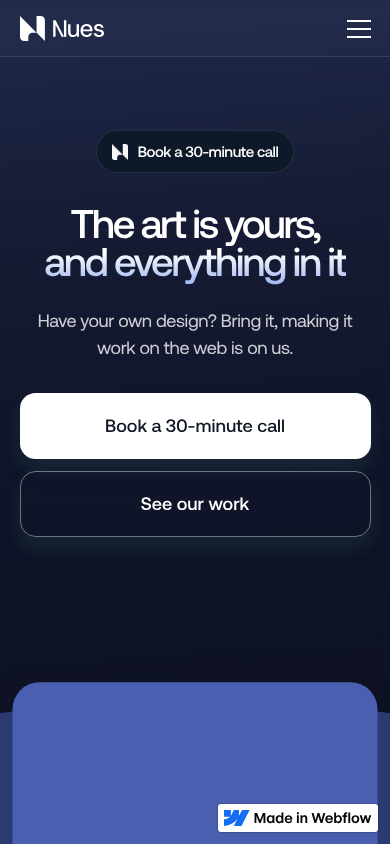 Nues
Book a 30-minute call
The art is yours,
and everything in it
Have your own design? Bring it, making it
work on the web is on us.
Book a 30-minute call
See our work
Made in Webflow